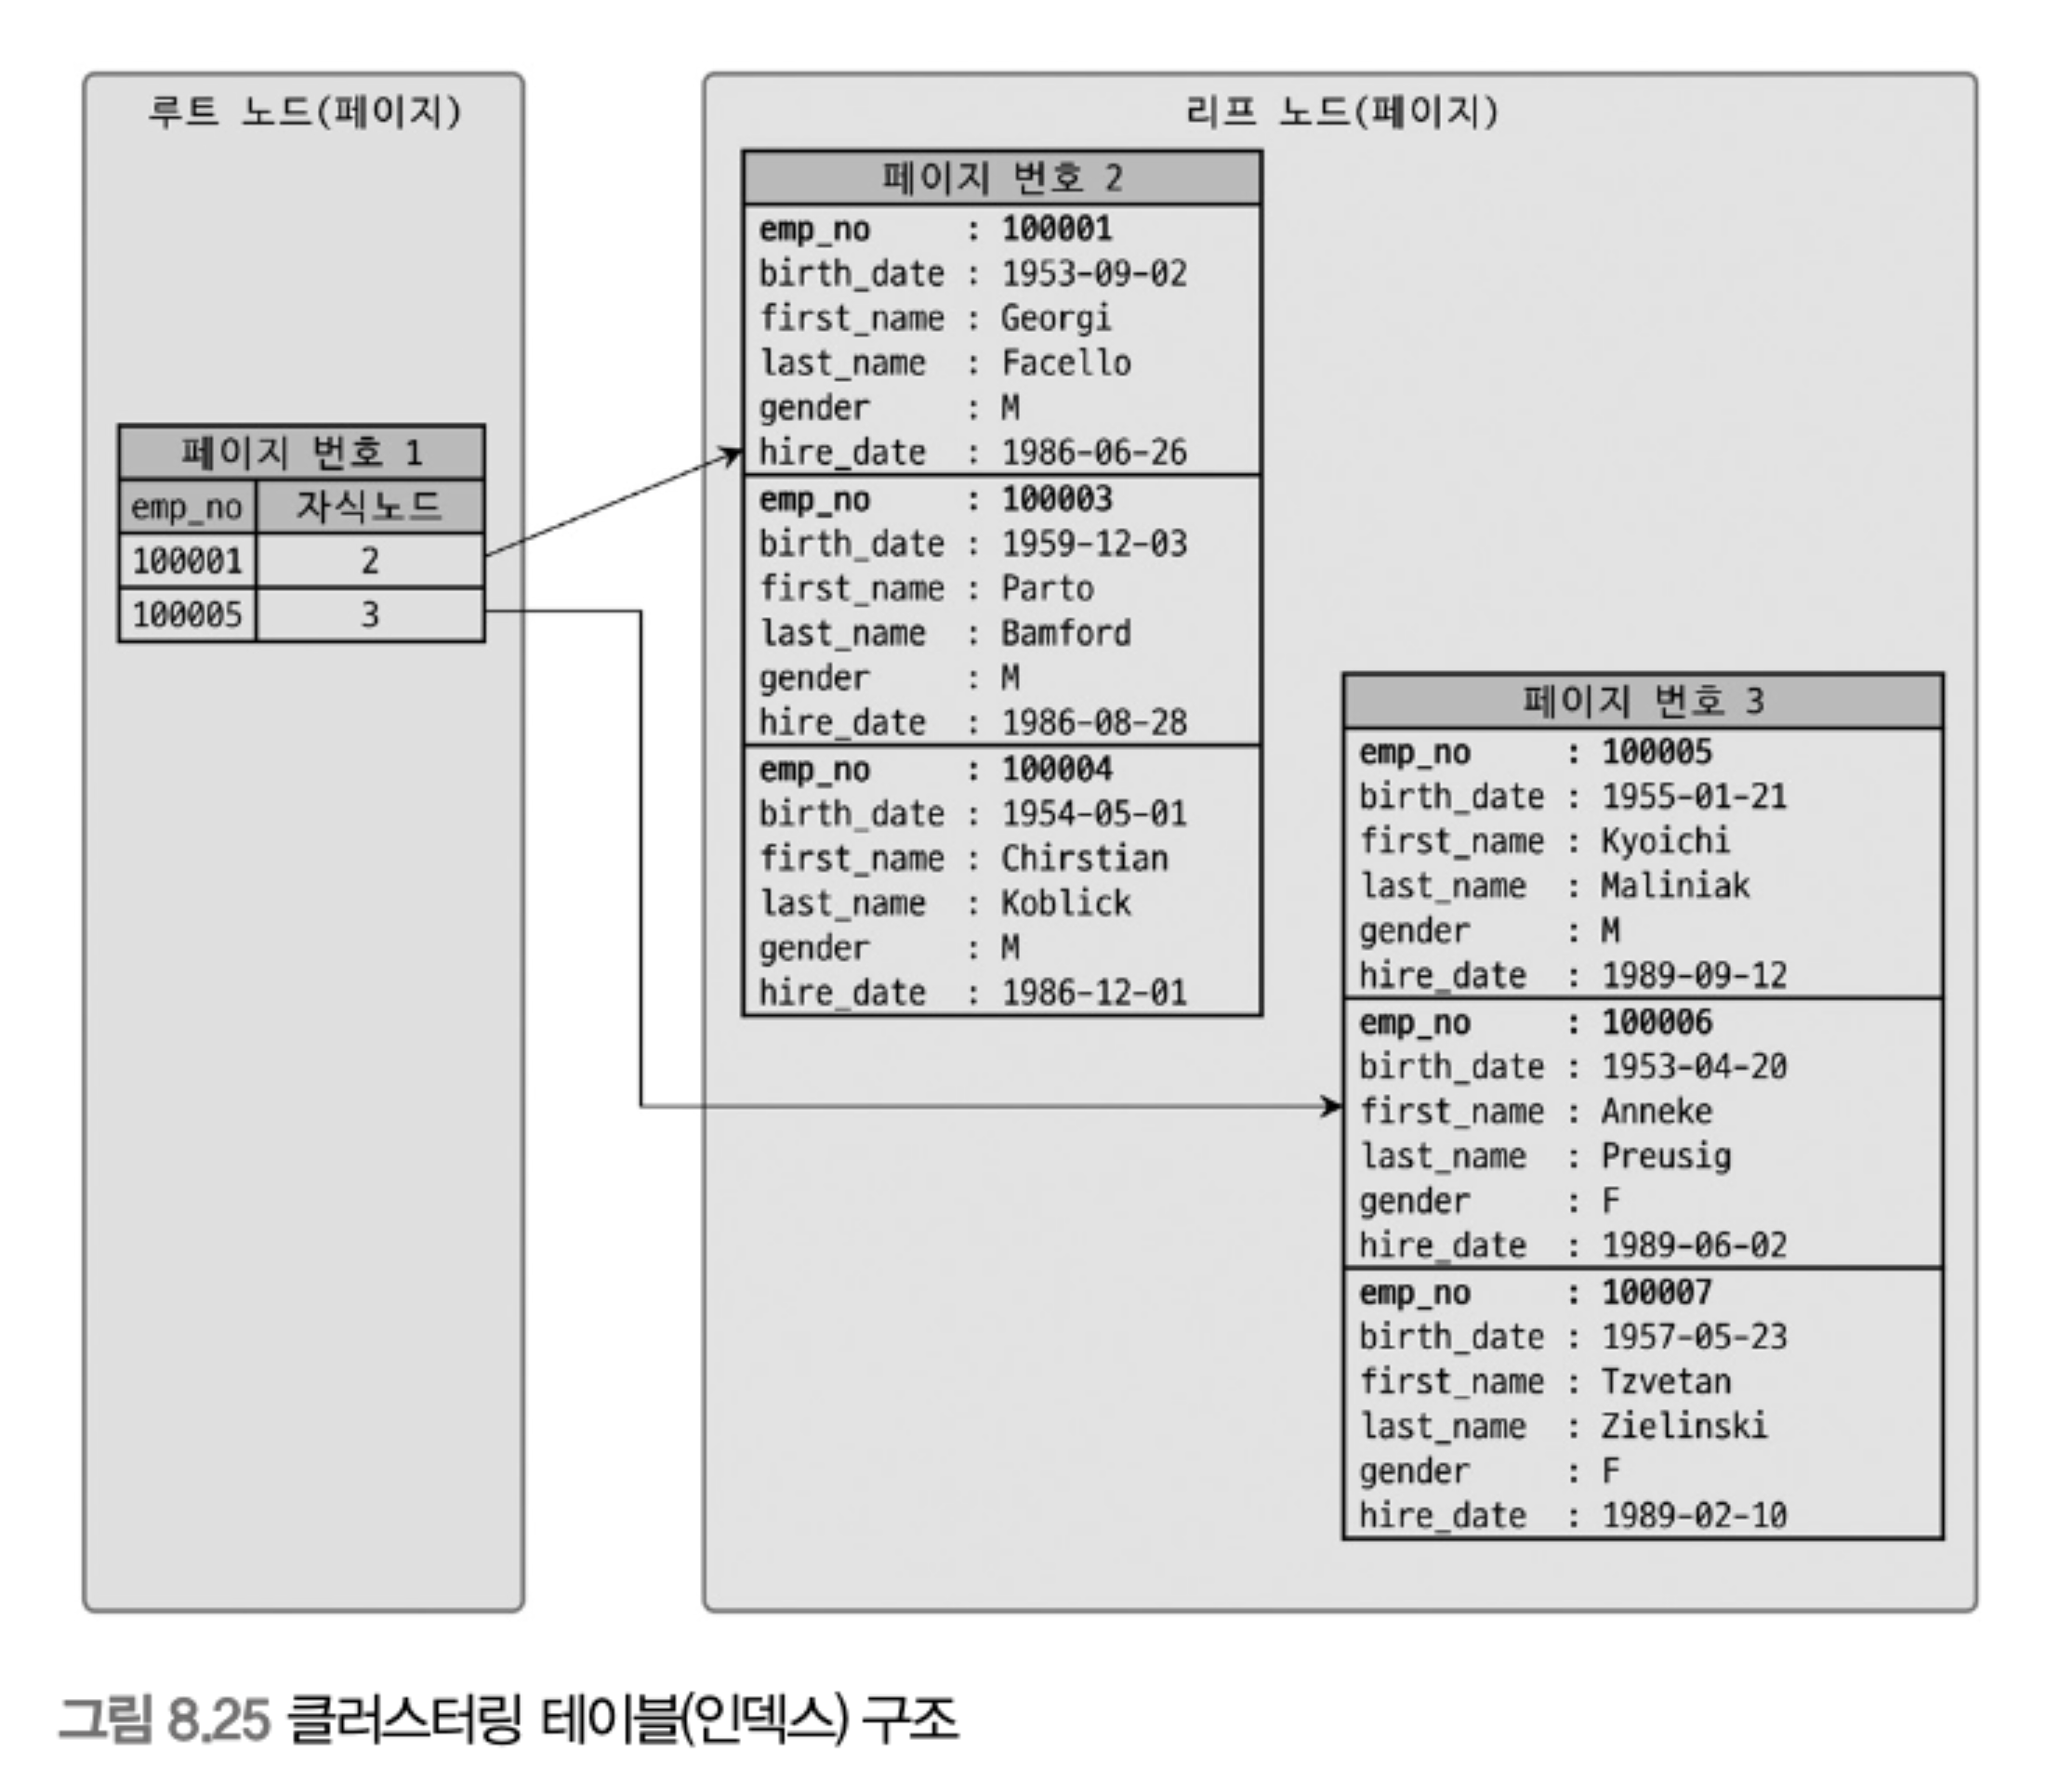 루트 노드(페이지)
페이지 번호 1
emp_no 자식노드
100001 2
100005 3
리프 노드(페이지)
페이지 번호 2
emp_no : 100001
birth_date : 1953-09-02
first_name : Georgi
last_name : Facello
gender : M
hire_date : 1986-06-26
emp_no : 100003
birth_date : 1959-12-03
first_name : Parto
last_name : Bamford
gender : M
hire_date : 1986-08-28
emp_no : 100004
birth_date : 1954-05-01
first_name : Chirstian
last_name : Koblick
gender : M
hire_date : 1986-12-01
페이지 번호 3
emp_no : 100005
birth_date : 1955-01-21
first_name : Kyoichi
last_name : Maliniak
gender : M
hire_date : 1989-09-12
emp_no : 100006
birth_date : 1953-04-20
first_name : Anneke
last_name : Preusig
gender : F
hire_date : 1989-06-02
emp_no : 100007
birth_date : 1957-05-23
first_name : Tzvetan
last_name : Zielinski
gender : F
hire_date : 1989-02-10
그림 8.25 클러스터링 테이블(인덱스) 구조